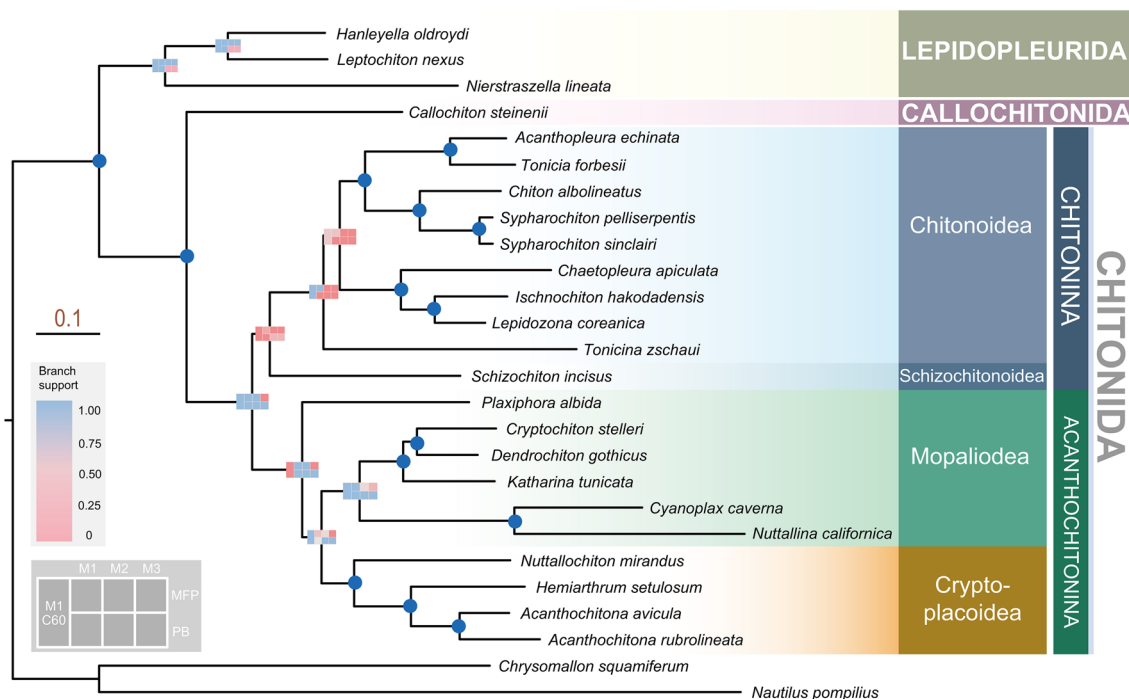 Hanleyella oldroydi
Leptochiton nexus
Nierstraszella lineata
LEPIDOPLEURIDA
Callochiton steinenii
CALLOCHITONIDA
Acanthopleura echinata
Tonicia forbesii
Chiton albolineatus
Sypharochiton pelliserpentis
Sypharochiton sinclairi
Chaetopleura apiculata
Ischnochiton hakodadensis
Lepidozona coreanica
Tonicina zschaui
Chitonoidea
Schizochiton incisus
Schizochitonoidea
CHITONINA
CHITONIDA
Plaxiphora albida
Cryptochiton stelleri
Dendrochiton gothicus
Katharina tunicata
Cyanoplax caverna
Nuttallina californica
Mopaliodea
ACANTHOCHITONINA
Nuttallochiton mirandus
Hemiarthrum setulosum
Acanthochitona avicula
Acanthochitona rubrolineata
Crypto-
placoidea
Chrysomallon squamiferum
Nautilus pompilius
0.1
Branch
support
1.00
0.75
0.50
0.25
0
M1 M2 M3
M1
C60
MFP
PB